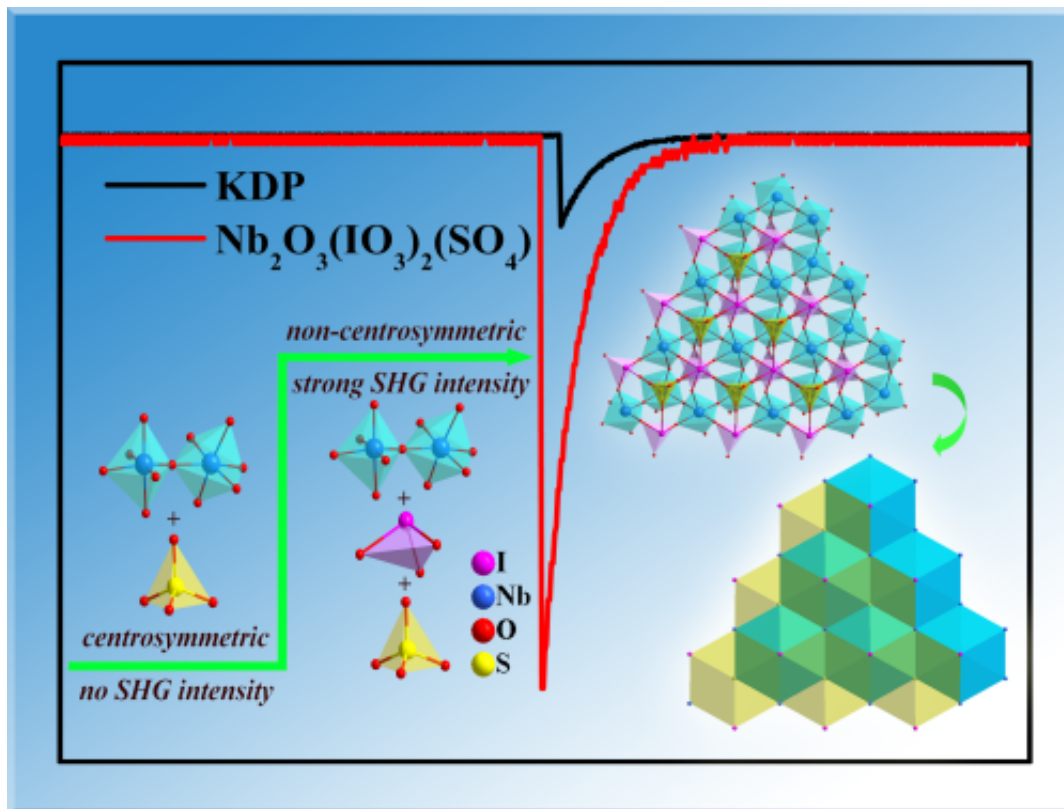 KDP
Nb₂O₃(IO₃)₂(SO₄)
non-centrosymmetric
strong SHG intensity
+
+
+
I
Nb
O
S
centrosymmetric
no SHG intensity